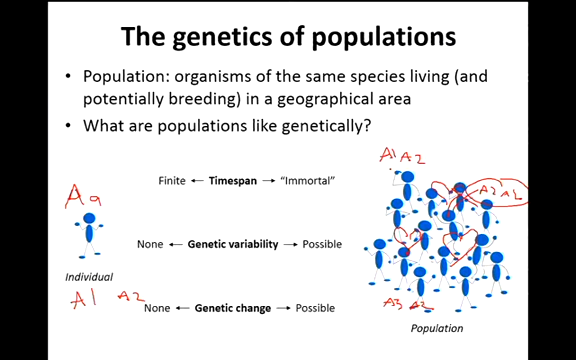 The genetics of populations
• Population: organisms of the same species living (and
potentially breeding) in a geographical area
• What are populations like genetically?
A1 A2
Finite ← Timespan → “Immortal”
Aa
A2 A2
None ← Genetic variability → Possible
Individual
A1 A2
None ← Genetic change → Possible
A3 A2
Population